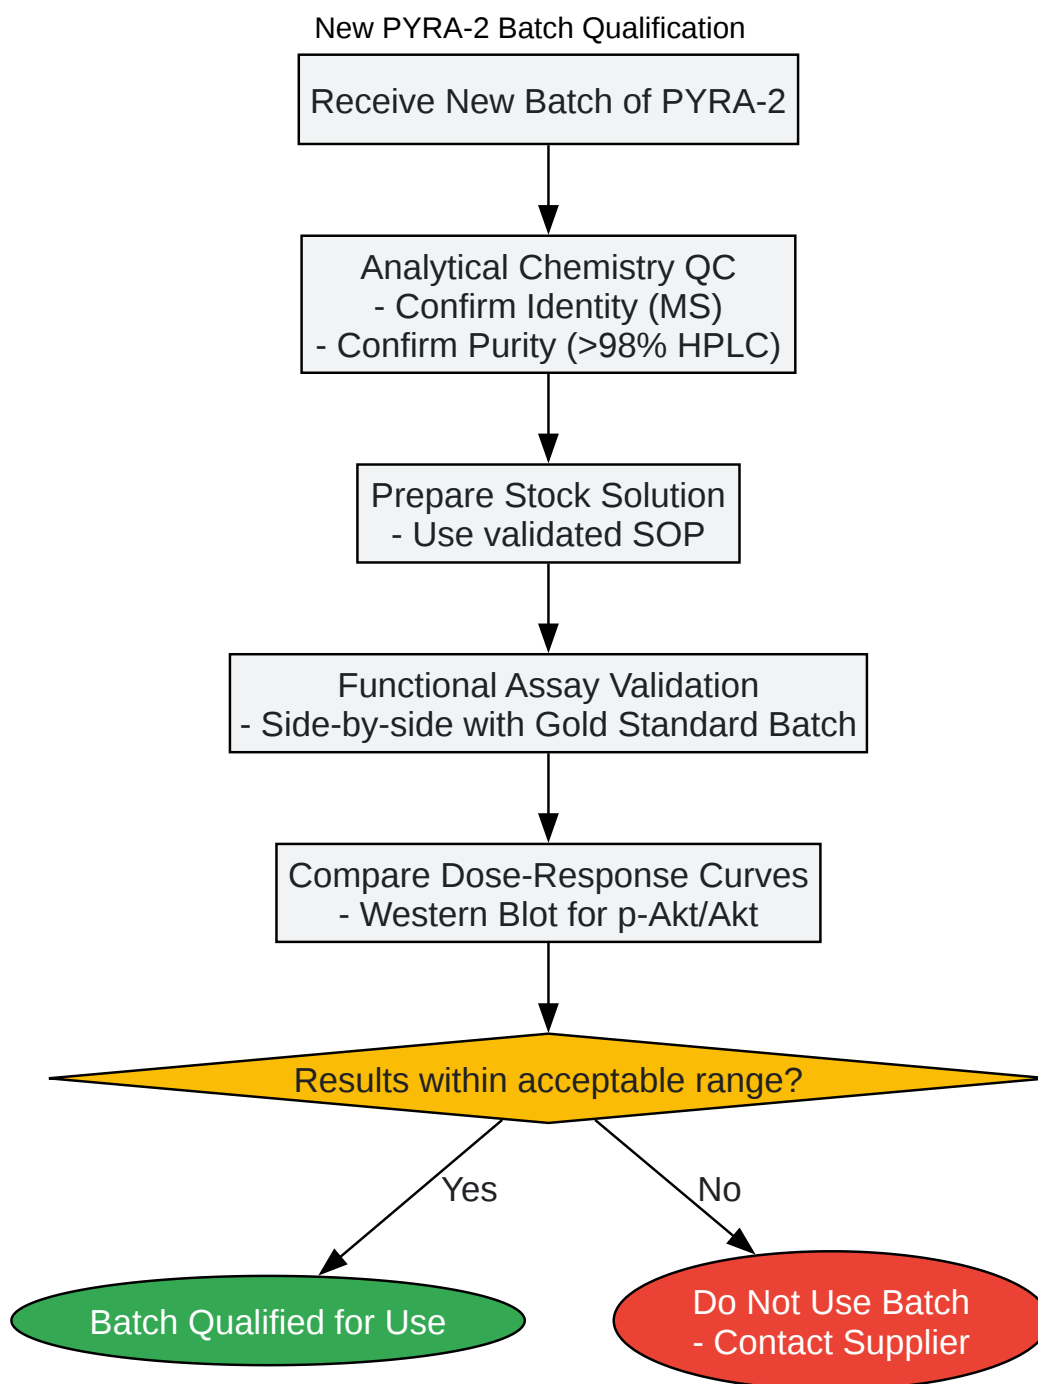 New PYRA-2 Batch Qualification
Receive New Batch of PYRA-2
Analytical Chemistry QC
- Confirm Identity (MS)
- Confirm Purity (>98% HPLC)
Prepare Stock Solution
- Use validated SOP
Functional Assay Validation
- Side-by-side with Gold Standard Batch
Compare Dose-Response Curves
- Western Blot for p-Akt/Akt
Results within acceptable range?
Yes
No
Batch Qualified for Use
Do Not Use Batch
- Contact Supplier